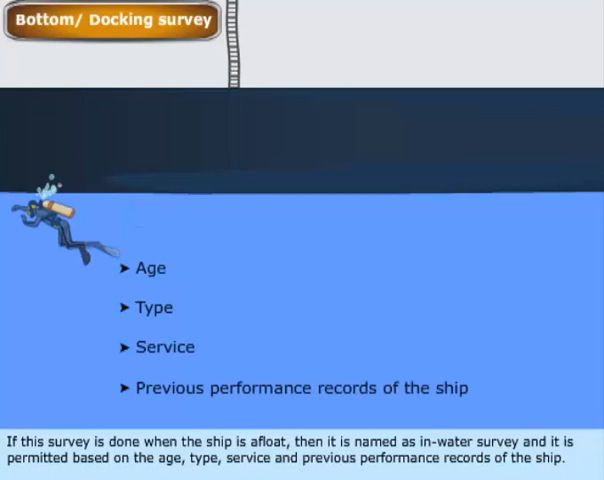 Bottom/ Docking survey
➤ Age
➤ Type
➤ Service
➤ Previous performance records of the ship
If this survey is done when the ship is afloat, then it is named as in-water survey and it is
permitted based on the age, type, service and previous performance records of the ship.